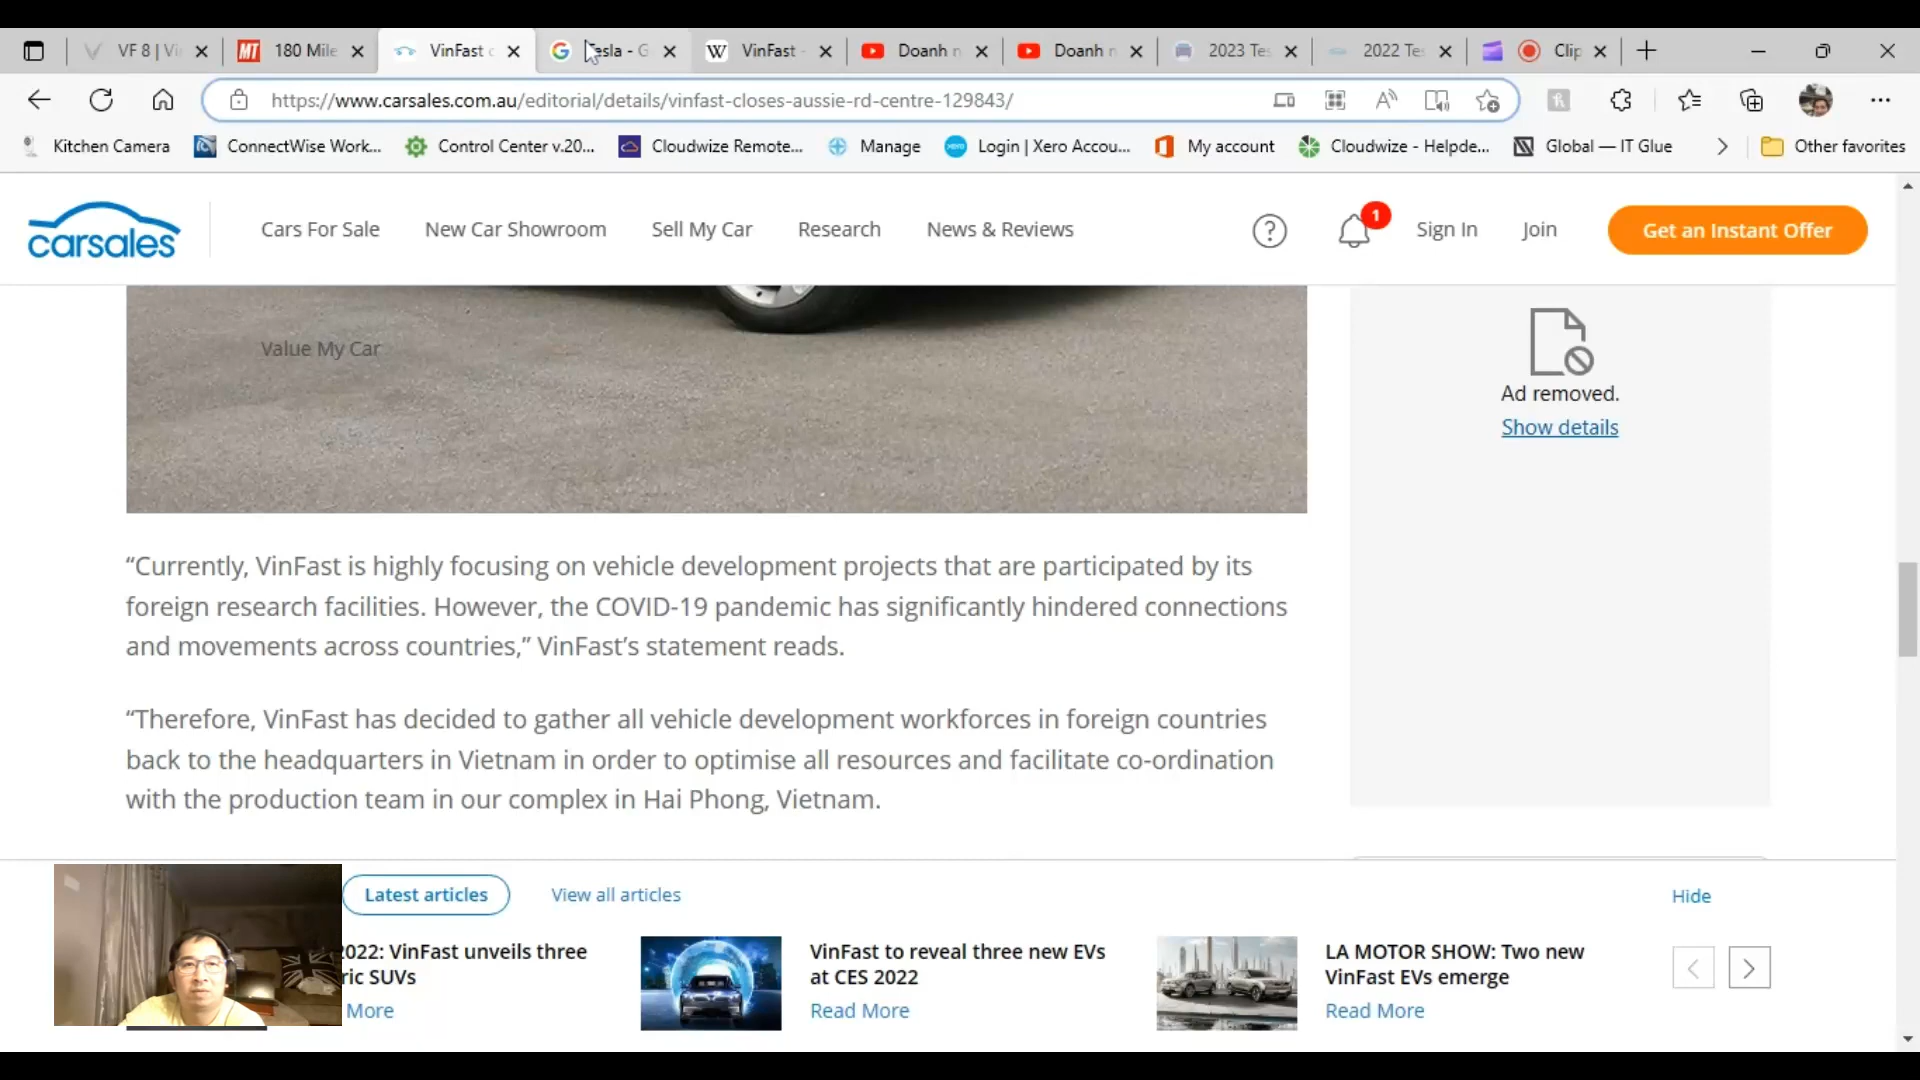 VF 8 | Vi
180 Mile
VinFast c
Tesla - G
VinFast -
Doanh n
Doanh n
2023 Tes
2022 Tes
Clip
https://www.carsales.com.au/editorial/details/vinfast-closes-aussie-rd-centre-129843/
Kitchen Camera
ConnectWise Work...
Control Center v.20...
Cloudwize Remote...
Manage
Login | Xero Accou...
My account
Cloudwize - Helpde...
Global — IT Glue
Other favorites
carsales
Cars For Sale
New Car Showroom
Sell My Car
Research
News & Reviews
1
Sign In
Join
Get an Instant Offer
Value My Car
Ad removed.
Show details
“Currently, VinFast is highly focusing on vehicle development projects that are participated by its
foreign research facilities. However, the COVID-19 pandemic has significantly hindered connections
and movements across countries,” VinFast’s statement reads.
“Therefore, VinFast has decided to gather all vehicle development workforces in foreign countries
back to the headquarters in Vietnam in order to optimise all resources and facilitate co-ordination
with the production team in our complex in Hai Phong, Vietnam.
Latest articles
View all articles
Hide
2022: VinFast unveils three
ric SUVs
More
VinFast to reveal three new EVs
at CES 2022
Read More
LA MOTOR SHOW: Two new
VinFast EVs emerge
Read More